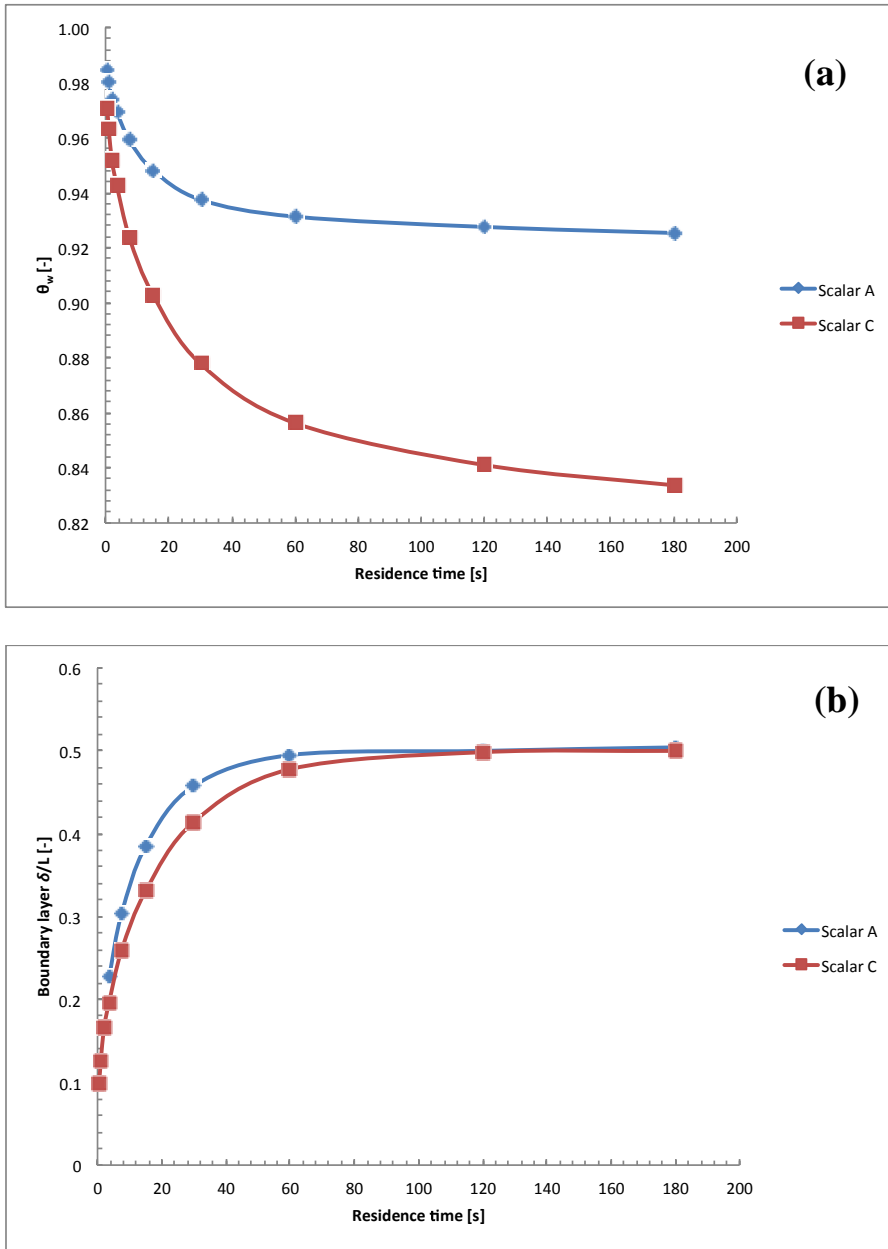 (a)
1.00
0.98
0.96
0.94
0.92
0.90
0.88
0.86
0.84
0.82
θw [-]
0 20 40 60 80 100 120 140 160 180 200
Residence time [s]
Scalar A
Scalar C
(b)
0.6
0.5
0.4
0.3
0.2
0.1
0
Boundary layer δ/L [-]
0 20 40 60 80 100 120 140 160 180 200
Residence time [s]
Scalar A
Scalar C